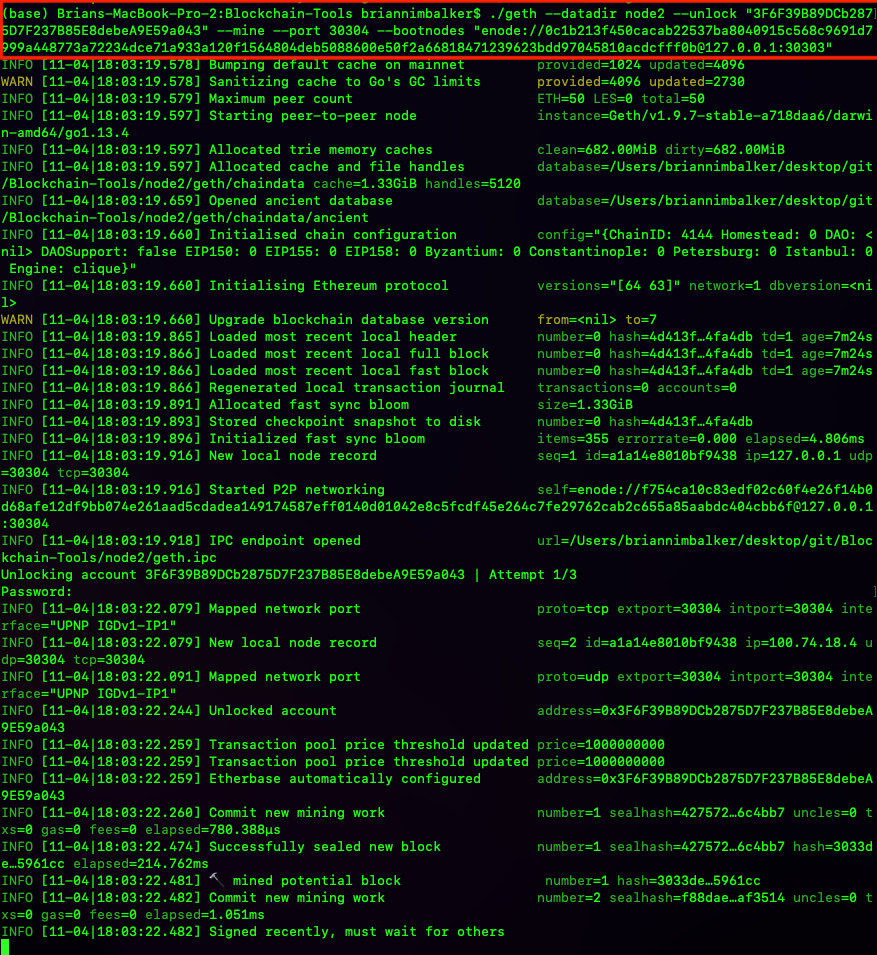 (base) Brians-MacBook-Pro-2:Blockchain-Tools briannimbalker$ ./geth --datadir node2 --unlock "3F6F39B89DCb287]
5D7F237B85E8debeA9E59a043" --mine --port 30304 --bootnodes "enode://0c1b213f450cacab22537ba8040915c568c9691d7
999a448773a72234dce71a933a120f1564804deb5088600e50f2a66818471239623bdd97045810acdcfff0b@127.0.0.1:30303"
INFO [11-04|18:03:19.578] Bumping default cache on mainnet         provided=1024 updated=4096
WARN [11-04|18:03:19.578] Sanitizing cache to Go's GC limits       provided=4096 updated=2730
INFO [11-04|18:03:19.579] Maximum peer count                       ETH=50 LES=0 total=50
INFO [11-04|18:03:19.597] Starting peer-to-peer node               instance=Geth/v1.9.7-stable-a718daa6/darwi
n-amd64/go1.13.4
INFO [11-04|18:03:19.597] Allocated trie memory caches             clean=682.00MiB dirty=682.00MiB
INFO [11-04|18:03:19.597] Allocated cache and file handles         database=/Users/briannimbalker/desktop/git
/Blockchain-Tools/node2/geth/chaindata cache=1.33GiB handles=5120
INFO [11-04|18:03:19.659] Opened ancient database                  database=/Users/briannimbalker/desktop/git
/Blockchain-Tools/node2/geth/chaindata/ancient
INFO [11-04|18:03:19.660] Initialised chain configuration          config="{ChainID: 4144 Homestead: 0 DAO: <
nil> DAOSupport: false EIP150: 0 EIP155: 0 EIP158: 0 Byzantium: 0 Constantinople: 0 Petersburg: 0 Istanbul: 0
 Engine: clique}"
INFO [11-04|18:03:19.660] Initialising Ethereum protocol           versions="[64 63]" network=1 dbversion=<ni
l>
WARN [11-04|18:03:19.660] Upgrade blockchain database version      from=<nil> to=7
INFO [11-04|18:03:19.865] Loaded most recent local header          number=0 hash=4d413f…4fa4db td=1 age=7m24s
INFO [11-04|18:03:19.866] Loaded most recent local full block      number=0 hash=4d413f…4fa4db td=1 age=7m24s
INFO [11-04|18:03:19.866] Loaded most recent local fast block      number=0 hash=4d413f…4fa4db td=1 age=7m24s
INFO [11-04|18:03:19.866] Regenerated local transaction journal    transactions=0 accounts=0
INFO [11-04|18:03:19.891] Allocated fast sync bloom                size=1.33GiB
INFO [11-04|18:03:19.893] Stored checkpoint snapshot to disk       number=0 hash=4d413f…4fa4db
INFO [11-04|18:03:19.896] Initialized fast sync bloom              items=355 errorrate=0.000 elapsed=4.806ms
INFO [11-04|18:03:19.916] New local node record                    seq=1 id=a1a14e8010bf9438 ip=127.0.0.1 udp
=30304 tcp=30304
INFO [11-04|18:03:19.916] Started P2P networking                   self=enode://f754ca10c83edf02c60f4e26f14b0
d68afe12df9bb074e261aad5cdadea149174587eff0140d01042e8c5fcdf45e264c7fe29762cab2c655a85aabdc404cbb6f@127.0.0.1
:30304
INFO [11-04|18:03:19.918] IPC endpoint opened                      url=/Users/briannimbalker/desktop/git/Bloc
kchain-Tools/node2/geth.ipc
Unlocking account 3F6F39B89DCb2875D7F237B85E8debeA9E59a043 | Attempt 1/3
Password:                                                                                                    ]
INFO [11-04|18:03:22.079] Mapped network port                      proto=tcp extport=30304 intport=30304 inte
rface="UPNP IGDv1-IP1"
INFO [11-04|18:03:22.079] New local node record                    seq=2 id=a1a14e8010bf9438 ip=100.74.18.4 u
dp=30304 tcp=30304
INFO [11-04|18:03:22.091] Mapped network port                      proto=udp extport=30304 intport=30304 inte
rface="UPNP IGDv1-IP1"
INFO [11-04|18:03:22.244] Unlocked account                         address=0x3F6F39B89DCb2875D7F237B85E8debeA
9E59a043
INFO [11-04|18:03:22.259] Transaction pool price threshold updated price=1000000000
INFO [11-04|18:03:22.259] Transaction pool price threshold updated price=1000000000
INFO [11-04|18:03:22.259] Etherbase automatically configured       address=0x3F6F39B89DCb2875D7F237B85E8debeA
9E59a043
INFO [11-04|18:03:22.260] Commit new mining work                   number=1 sealhash=427572…6c4bb7 uncles=0 t
xs=0 gas=0 fees=0 elapsed=780.388µs
INFO [11-04|18:03:22.474] Successfully sealed new block            number=1 sealhash=427572…6c4bb7 hash=3033d
e…5961cc elapsed=214.762ms
INFO [11-04|18:03:22.481] 🔨 mined potential block                  number=1 hash=3033de…5961cc
INFO [11-04|18:03:22.482] Commit new mining work                   number=2 sealhash=f88dae…af3514 uncles=0 t
xs=0 gas=0 fees=0 elapsed=1.051ms
INFO [11-04|18:03:22.482] Signed recently, must wait for others